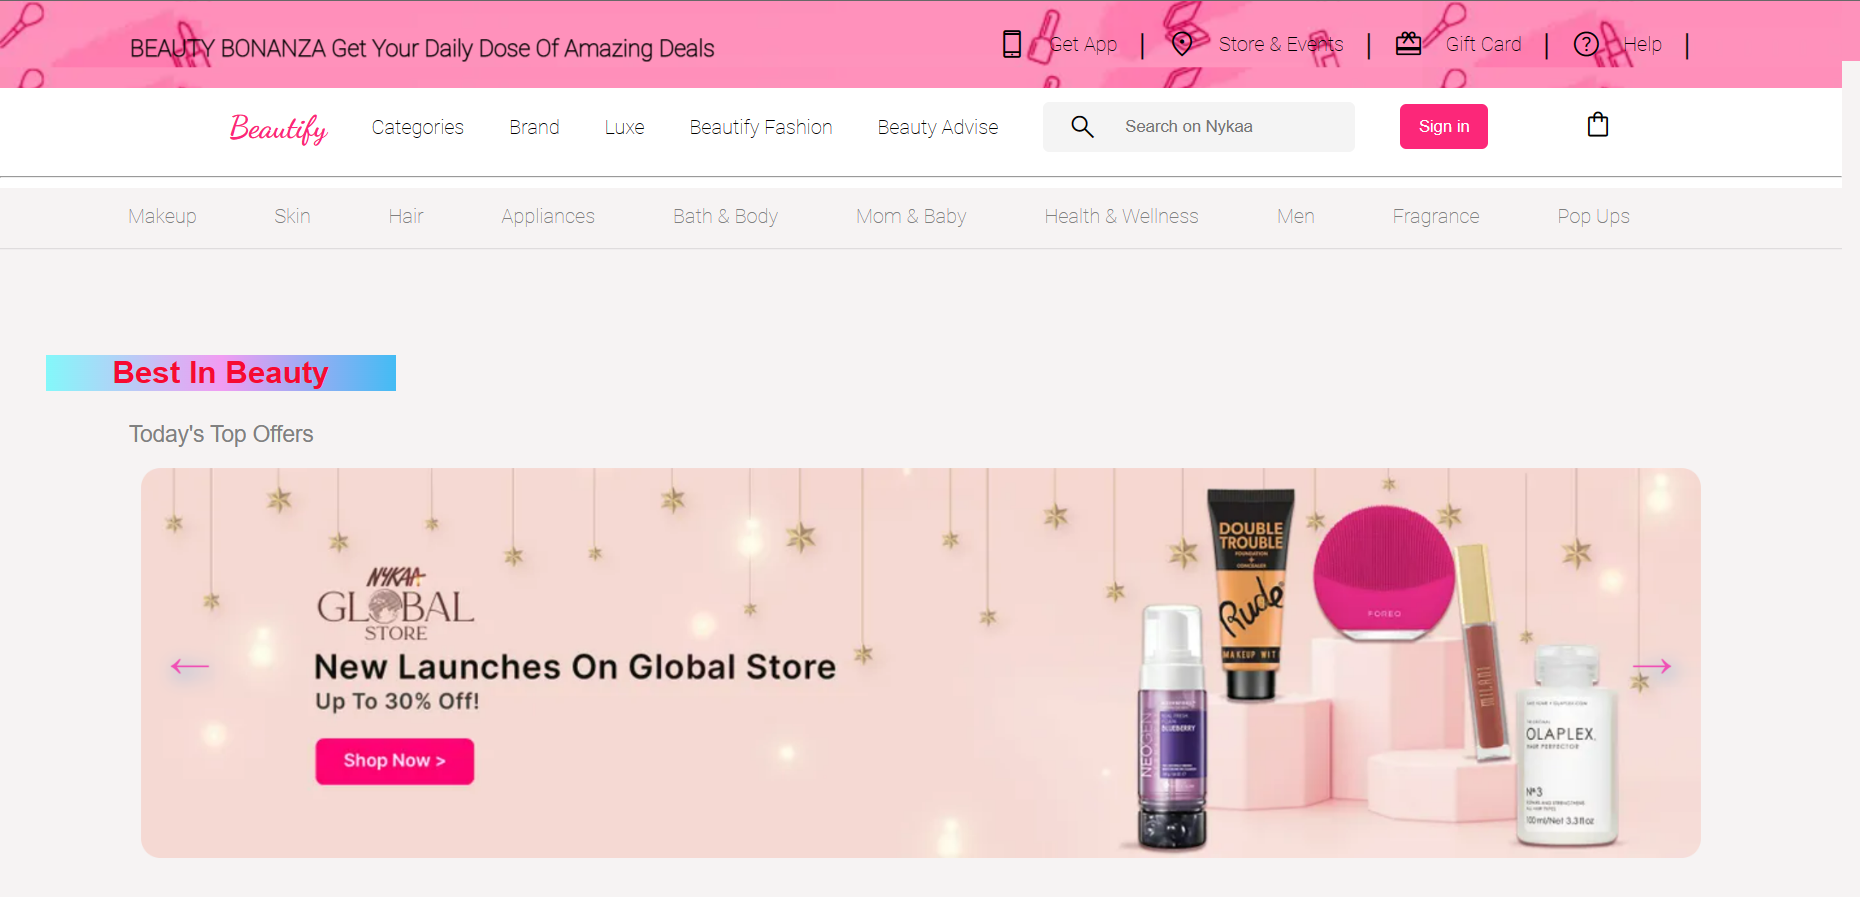 BEAUTY BONANZA Get Your Daily Dose Of Amazing Deals
Get App | Store & Events | Gift Card | Help |
Beautify Categories Brand Luxe Beautify Fashion Beauty Advise Search on Nykaa Sign in
Makeup Skin Hair Appliances Bath & Body Mom & Baby Health & Wellness Men Fragrance Pop Ups
Best In Beauty
Today's Top Offers
NYKAA
GLOBAL
STORE
New Launches On Global Store
Up To 30% Off!
Shop Now >
DOUBLE
TROUBLE
FOUNDATION
+
CONCEALER
Rude
MAKEUP WIT
FOREO
MILANI
NEOGEN
BLUEBERRY
OLAPLEX.
HAIR PERFECTOR
Nº3
100ml/Net 3.3fl oz